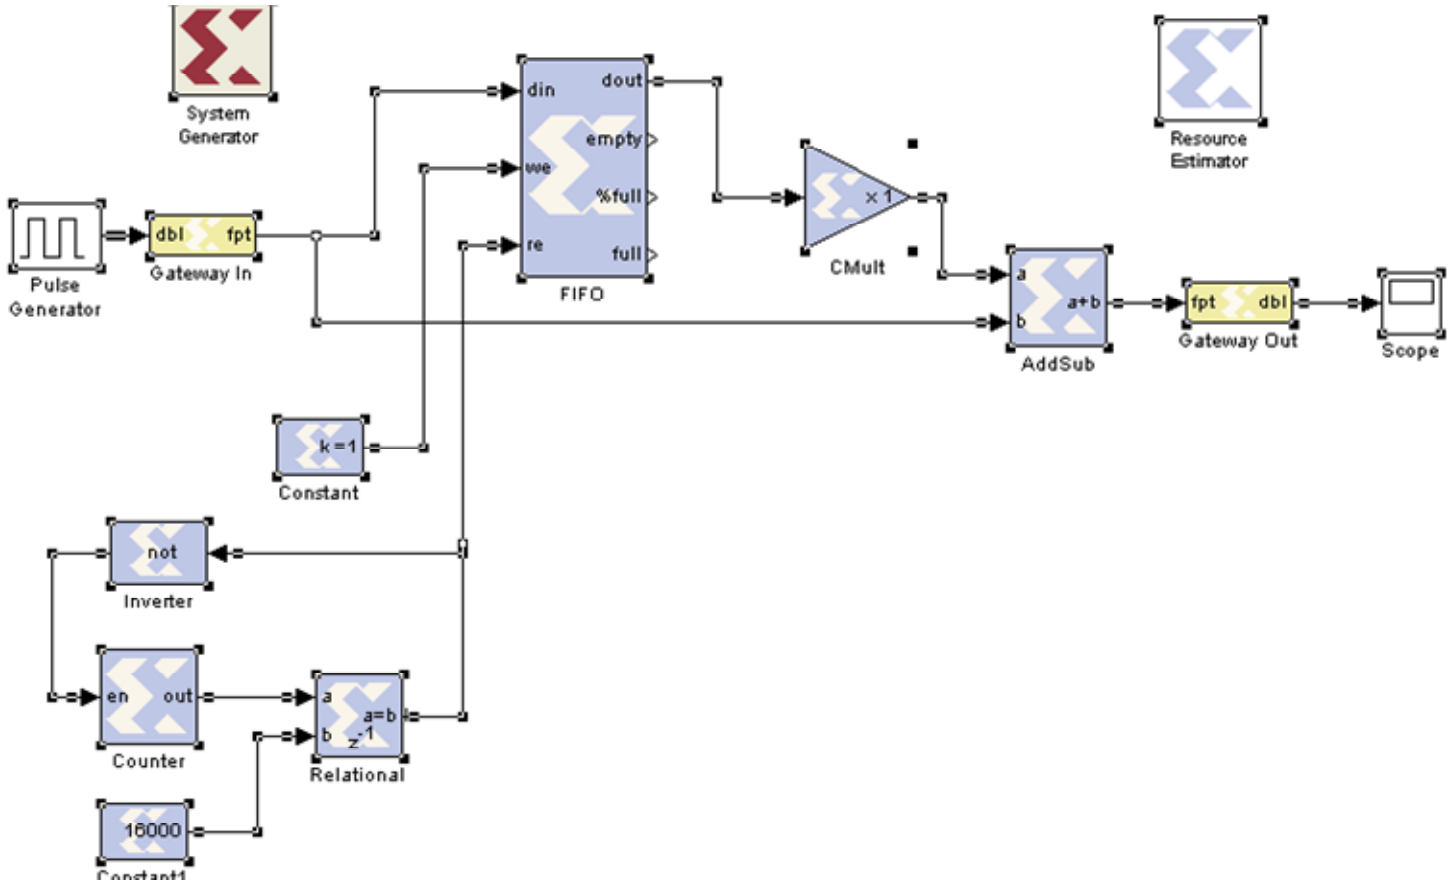 System
Generator
Resource
Estimator
din
dout
empty
we
%full
re
full
FIFO
x 1
CMult
dbl
fpt
Gateway In
Pulse
Generator
a
a+b
b
AddSub
fpt
dbl
Gateway Out
Scope
k=1
Constant
not
Inverter
en
out
Counter
a
a=b
b
z-1
Relational
16000
Constant1